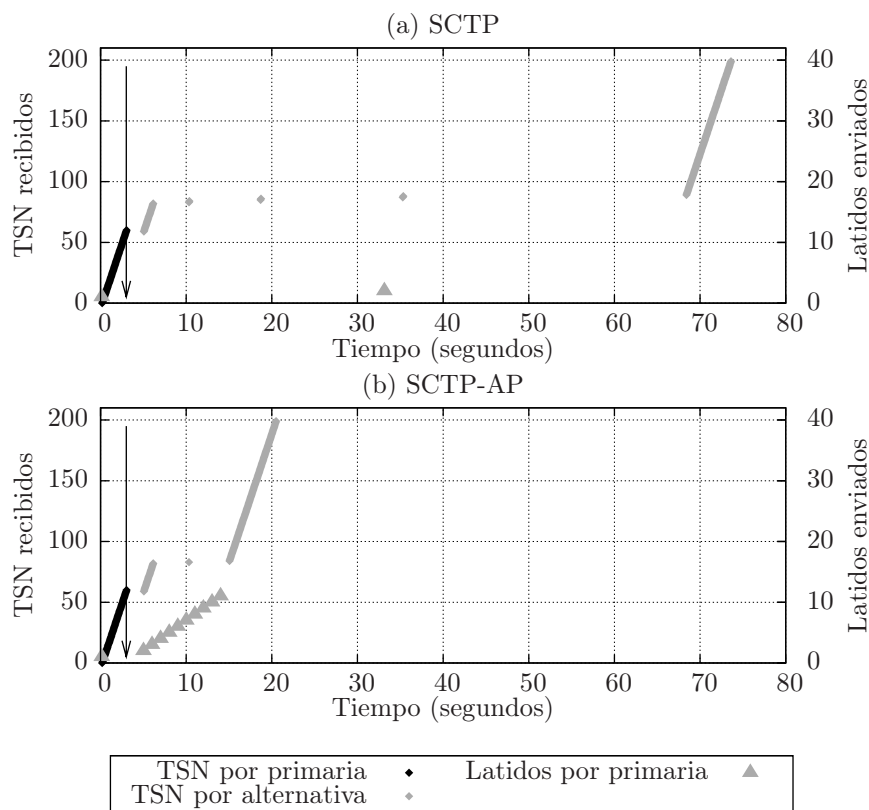 (a) SCTP
200
150
100
50
0
TSN recibidos
40
30
20
10
0
Latidos enviados
0 10 20 30 40 50 60 70 80
Tiempo (segundos)
(b) SCTP-AP
200
150
100
50
0
TSN recibidos
40
30
20
10
0
Latidos enviados
0 10 20 30 40 50 60 70 80
Tiempo (segundos)
TSN por primaria Latidos por primaria
TSN por alternativa